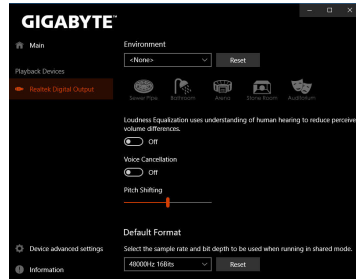 GIGABYTE™
Main
Playback Devices
Realtek Digital Output
Device advanced settings
Information
Environment
<None>
Reset
Sewer Pipe
Bathroom
Arena
Stone Room
Auditorium
Loudness Equalization uses understanding of human hearing to reduce perceive
volume differences.
Off
Voice Cancellation
Off
Pitch Shifting
Default Format
Select the sample rate and bit depth to be used when running in shared mode.
48000Hz 16Bits
Reset